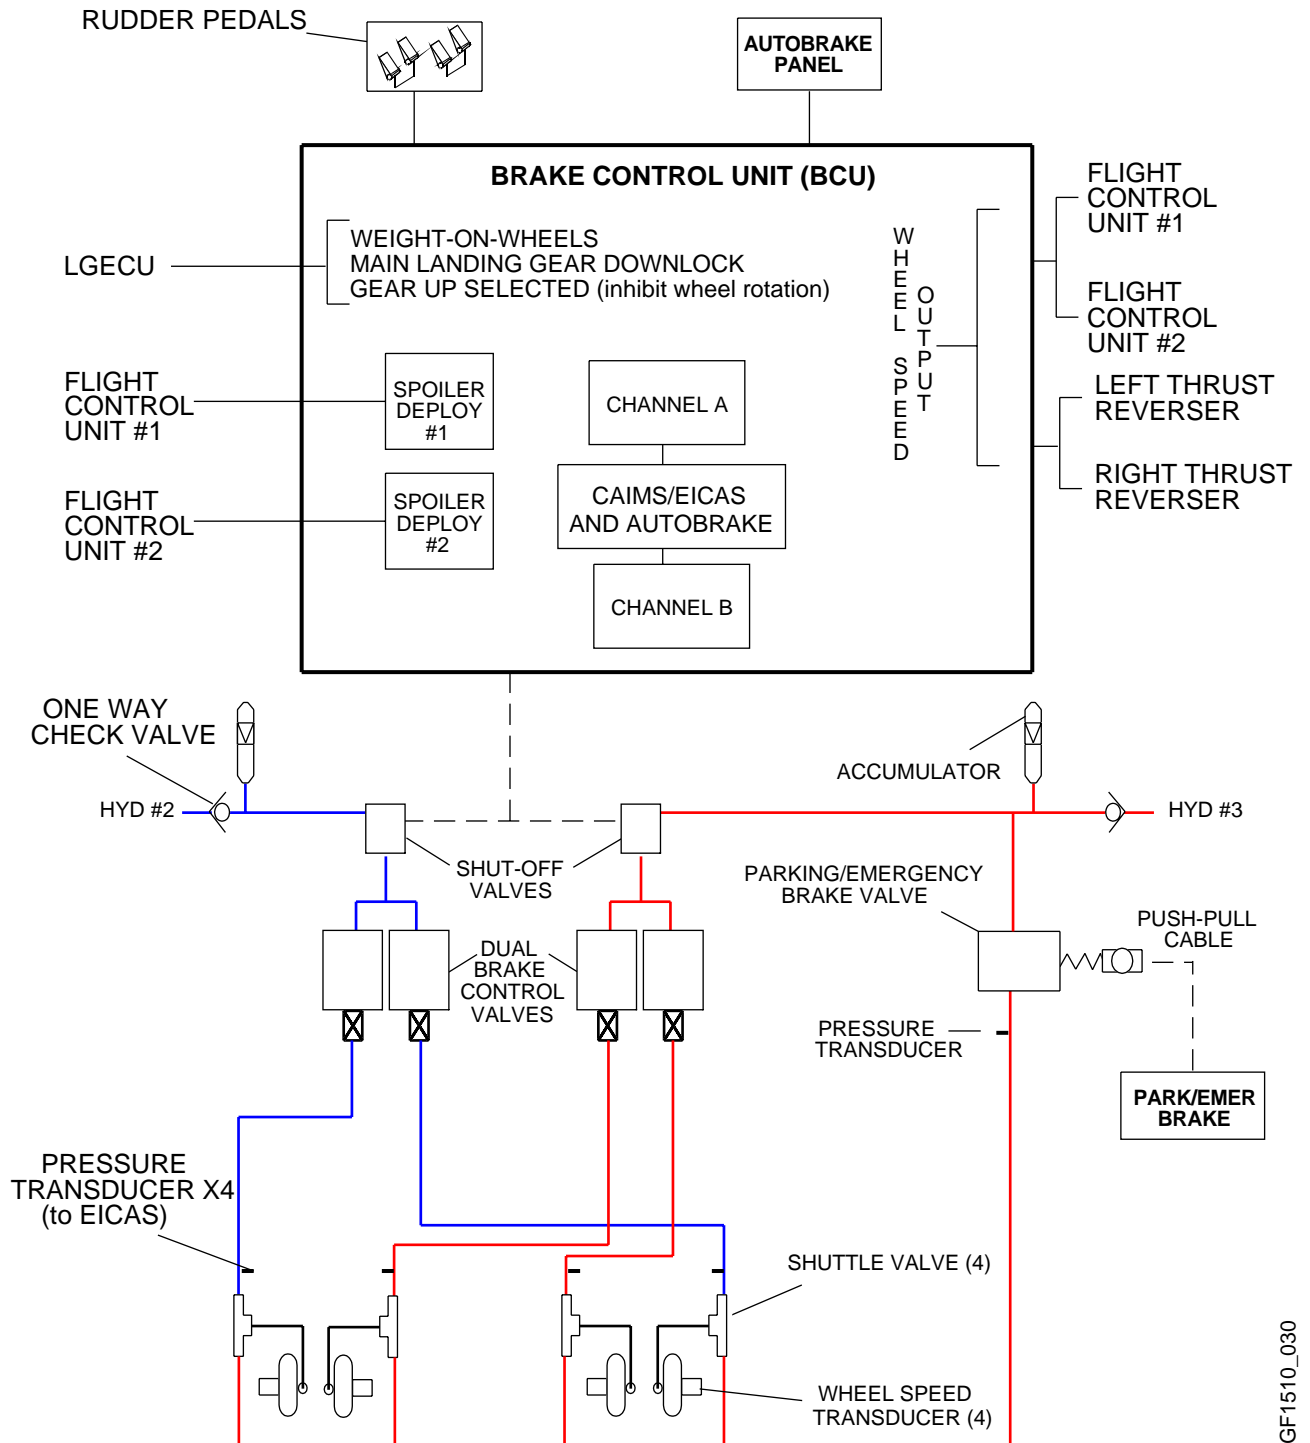 RUDDER PEDALS
AUTOBRAKE
PANEL
BRAKE CONTROL UNIT (BCU)
LGECU
WEIGHT-ON-WHEELS
MAIN LANDING GEAR DOWNLOCK
GEAR UP SELECTED (inhibit wheel rotation)
WHEEL SPEED
OUTPUT
FLIGHT
CONTROL
UNIT #1
FLIGHT
CONTROL
UNIT #2
FLIGHT
CONTROL
UNIT #1
SPOILER
DEPLOY
#1
CHANNEL A
LEFT THRUST
REVERSER
FLIGHT
CONTROL
UNIT #2
SPOILER
DEPLOY
#2
CAIMS/EICAS
AND AUTOBRAKE
RIGHT THRUST
REVERSER
CHANNEL B
ONE WAY
CHECK VALVE
ACCUMULATOR
HYD #2
HYD #3
SHUT-OFF
VALVES
PARKING/EMERGENCY
BRAKE VALVE
PUSH-PULL
CABLE
DUAL
BRAKE
CONTROL
VALVES
PRESSURE
TRANSDUCER
PARK/EMER
BRAKE
PRESSURE
TRANSDUCER X4
(to EICAS)
SHUTTLE VALVE (4)
WHEEL SPEED
TRANSDUCER (4)
GF1510_030